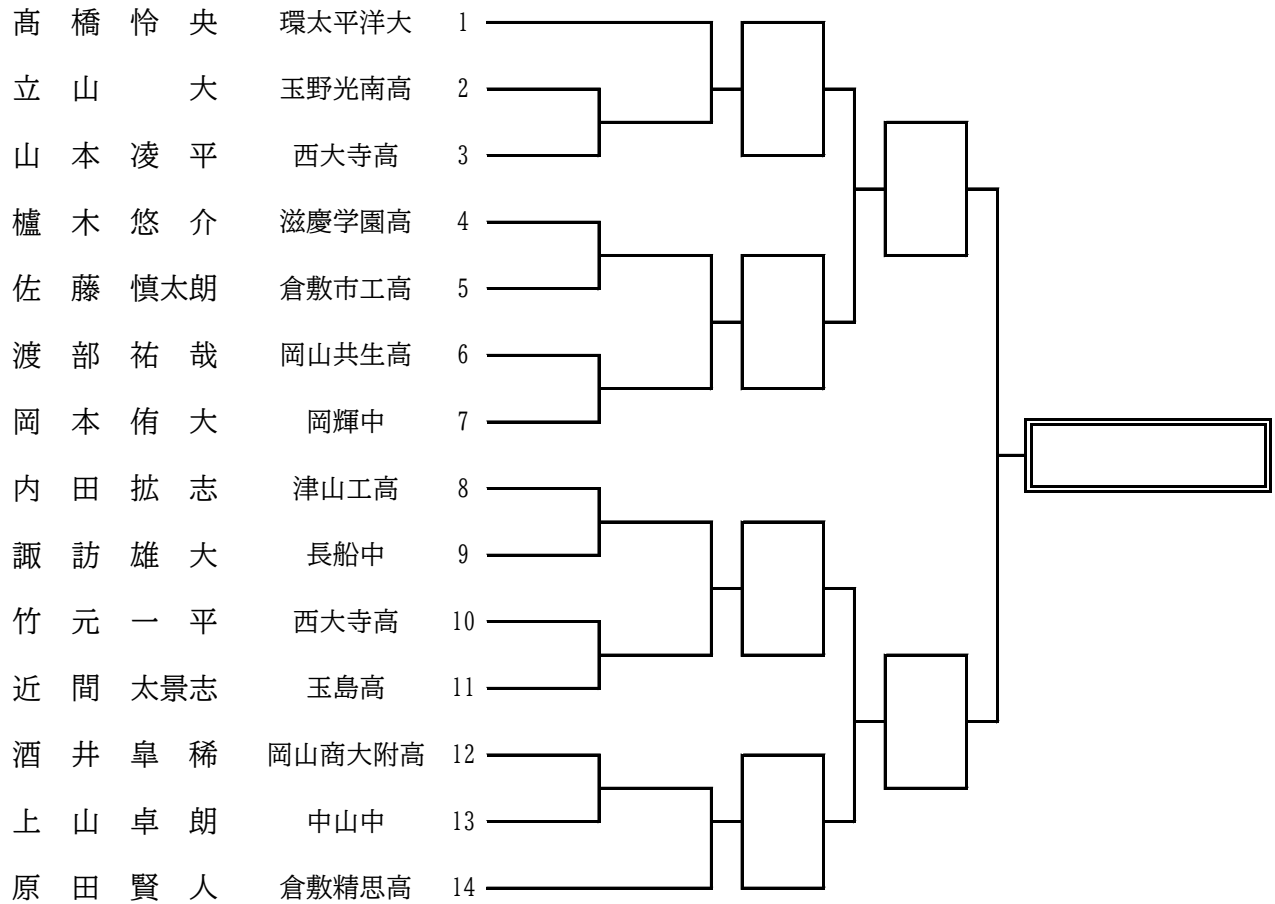 髙橋怜央 環太平洋大 1
立山 大 玉野光南高 2
山本凌平 西大寺高 3
櫨木悠介 滋慶学園高 4
佐藤慎太朗 倉敷市工高 5
渡部祐哉 岡山共生高 6
岡本侑大 岡輝中 7
内田拡志 津山工高 8
諏訪雄大 長船中 9
竹元一平 西大寺高 10
近間太景志 玉島高 11
酒井皐稀 岡山商大附高 12
上山卓朗 中山中 13
原田賢人 倉敷精思高 14